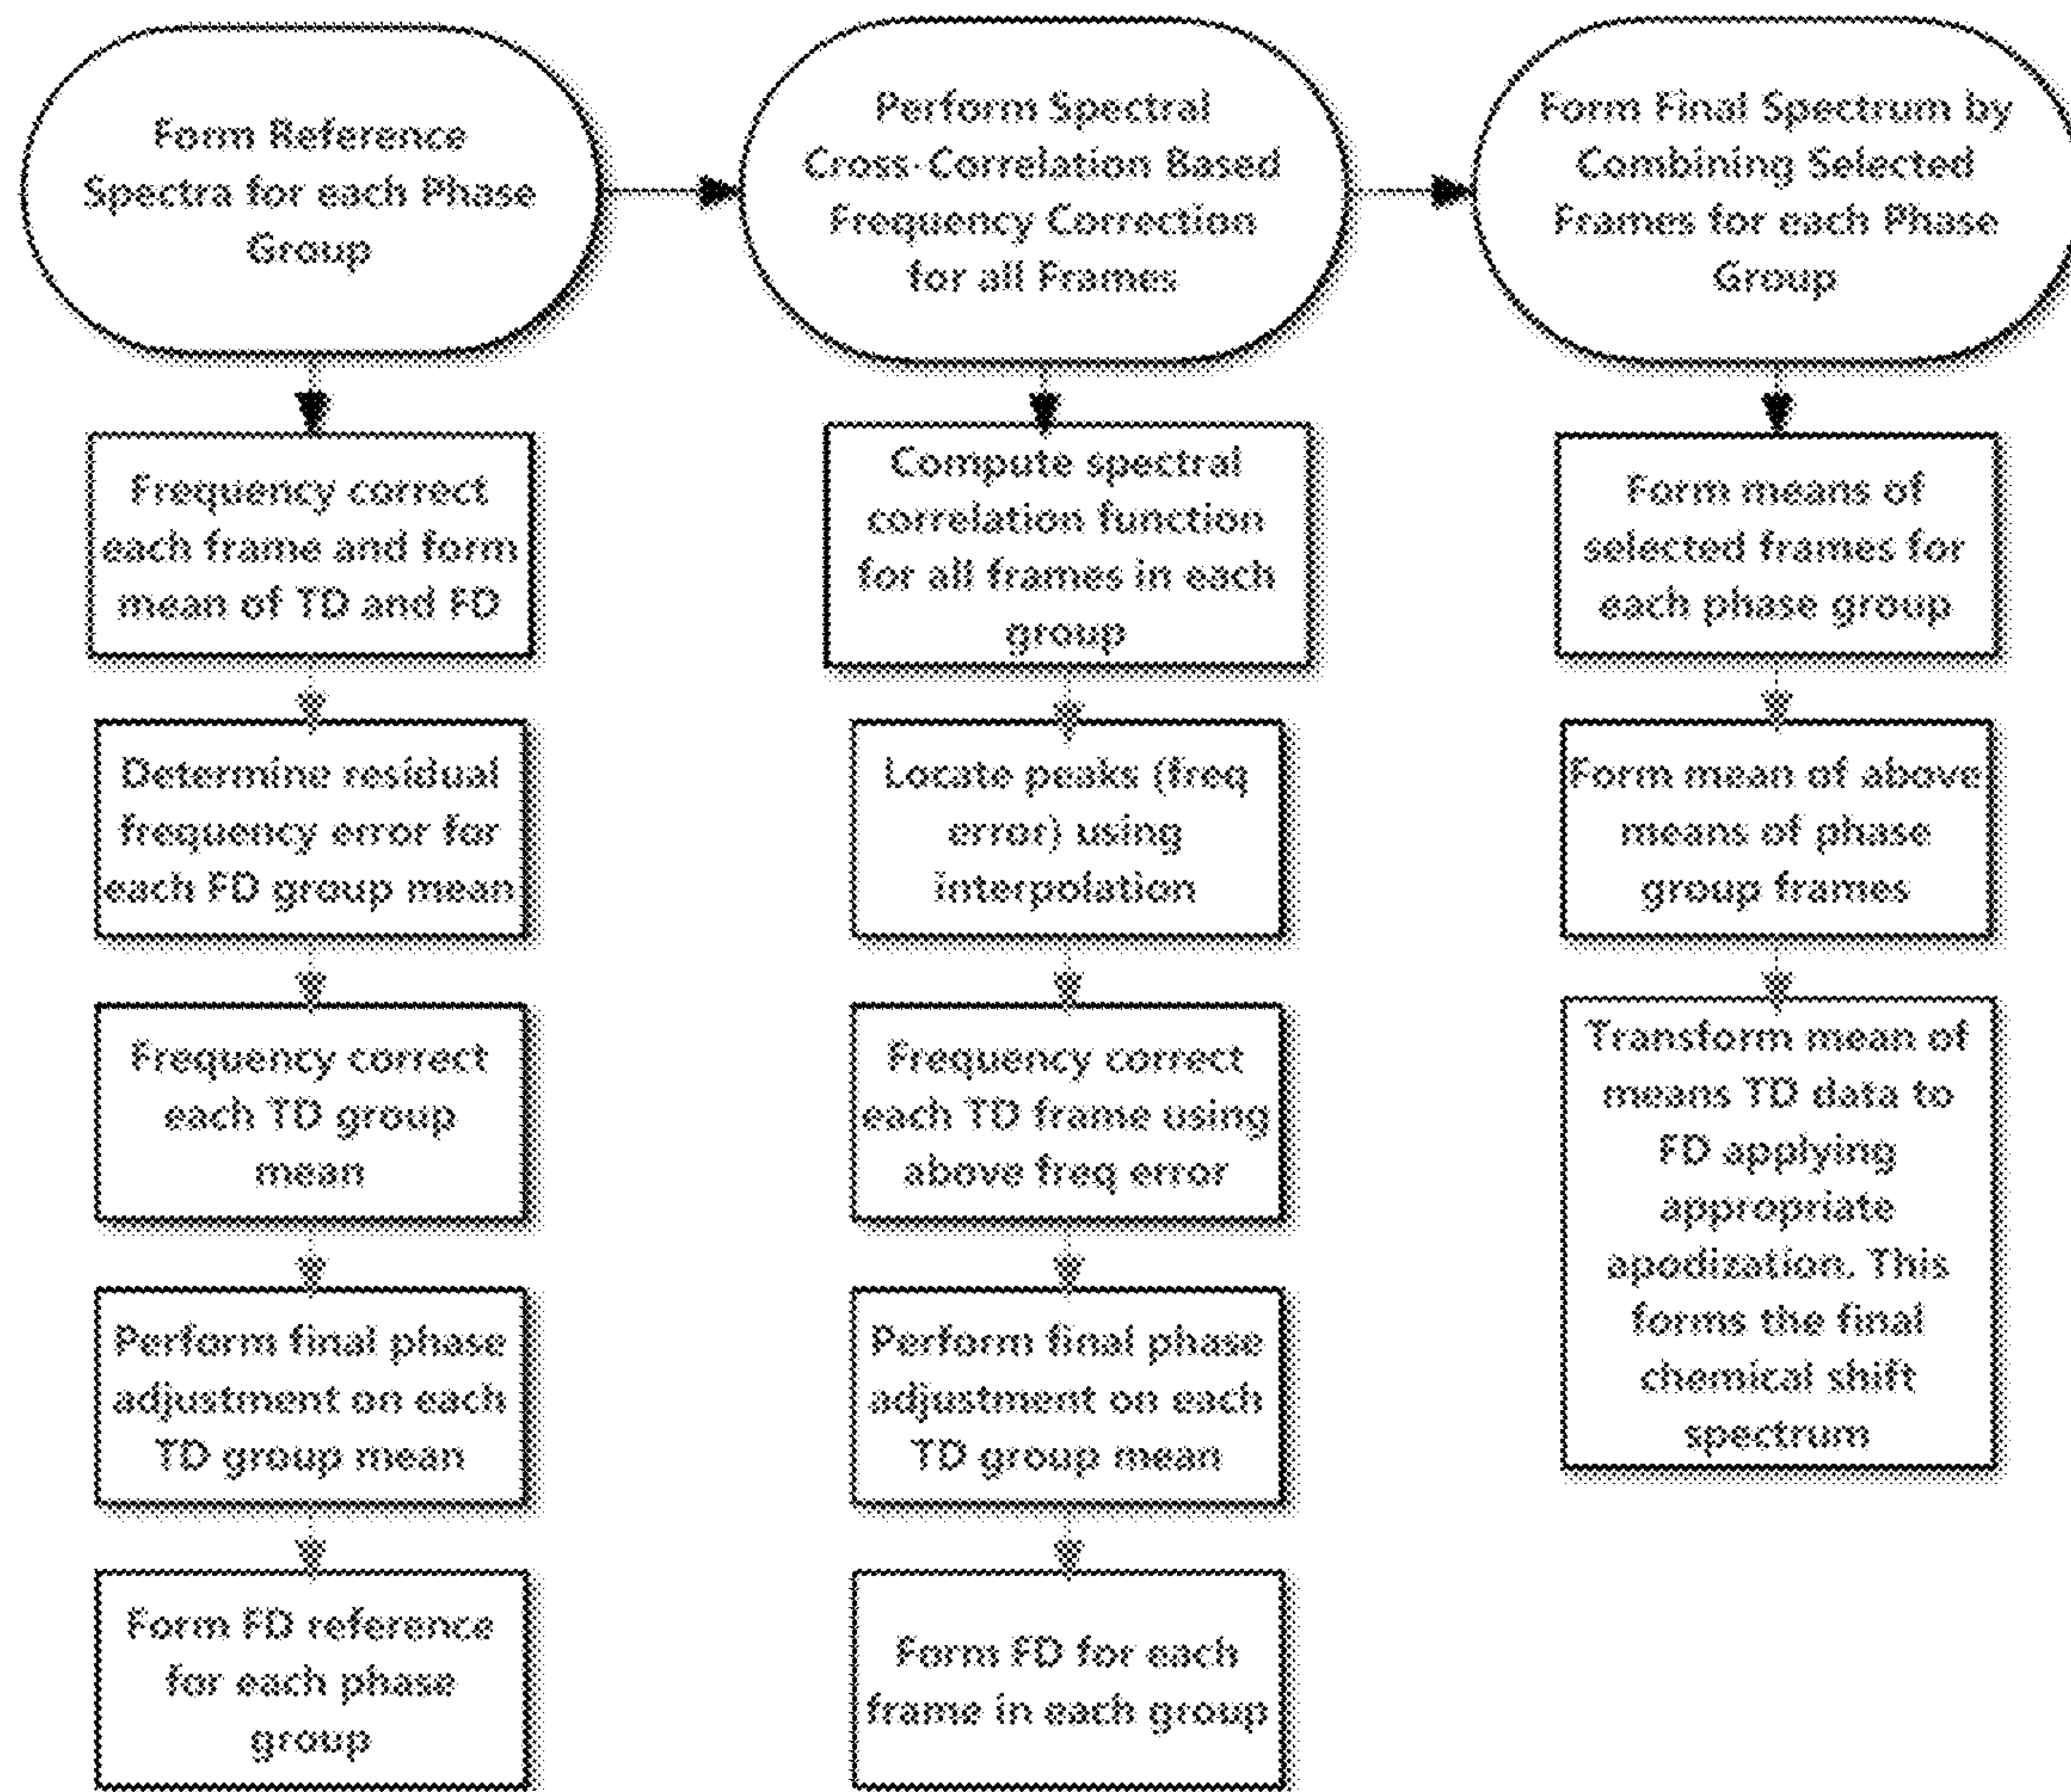 Form Reference
Spectra for each Phase
Group
Perform Spectral
Cross-Correlation Based
Frequency Correction
for all Frames
Form Final Spectrum by
Combining Selected
Frames for each Phase
Group
Frequency correct
each frame and form
mean of TD and FD
Determine residual
frequency error for
each FD group mean
Frequency correct
each TD group
mean
Perform final phase
adjustment on each
TD group mean
Form FD reference
for each phase
group
Compute spectral
correlation function
for all frames in each
group
Locate peaks (freq
error) using
interpolation
Frequency correct
each TD frame using
above freq error
Perform final phase
adjustment on each
TD group mean
Form FD for each
frame in each group
Form means of
selected frames for
each phase group
Form mean of above
means of phase
group frames
Transform mean of
means TD data to
FD applying
appropriate
apodization. This
forms the final
chemical shift
spectrum